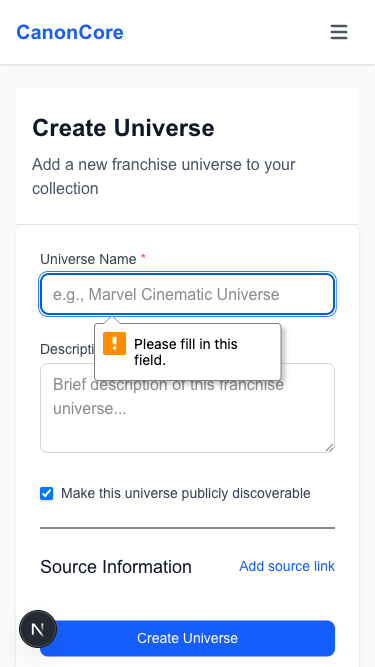 CanonCore
Create Universe
Add a new franchise universe to your
collection
Universe Name *
e.g., Marvel Cinematic Universe
Please fill in this
field.
Descripti
Brief description of this franchise
universe...
Make this universe publicly discoverable
Source Information
Add source link
N
Create Universe